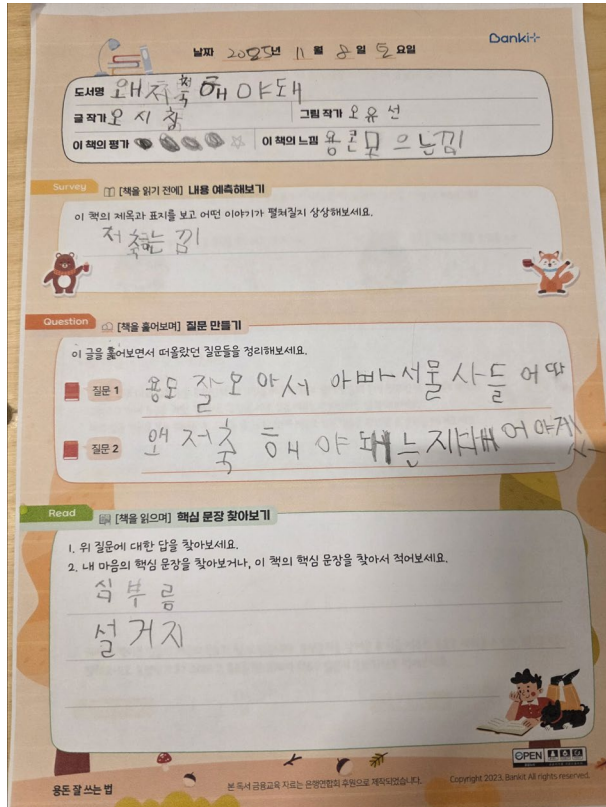 Banki+
날짜 2025년 11월 8일 토요일
도서명 왜 저축해야돼
글 작가 오시창 그림 작가 오유선
이 책의 평가 이 책의 느낌 용돈모으는낌
Survey [책을 읽기 전에] 내용 예측해보기
이 책의 제목과 표지를 보고 어떤 이야기가 펼쳐질지 상상해보세요.
저축하는낌
Question [책을 훑어보며] 질문 만들기
이 글을 훑어보면서 떠올랐던 질문들을 정리해보세요.
질문 1 용모 잘모아서 아빠서물사들어따
질문 2 왜 저축해야 돼는지 어야겠
Read [책을 읽으며] 핵심 문장 찾아보기
1. 위 질문에 대한 답을 찾아보세요.
2. 내 마음의 핵심 문장을 찾아보거나, 이 책의 핵심 문장을 찾아서 적어보세요.
심부름
설거지
OPEN
용돈 잘 쓰는 법 본 독서 금융교육 자료는 은행연합회 후원으로 제작되었습니다. Copyright 2023. Bankit All rights reserved.